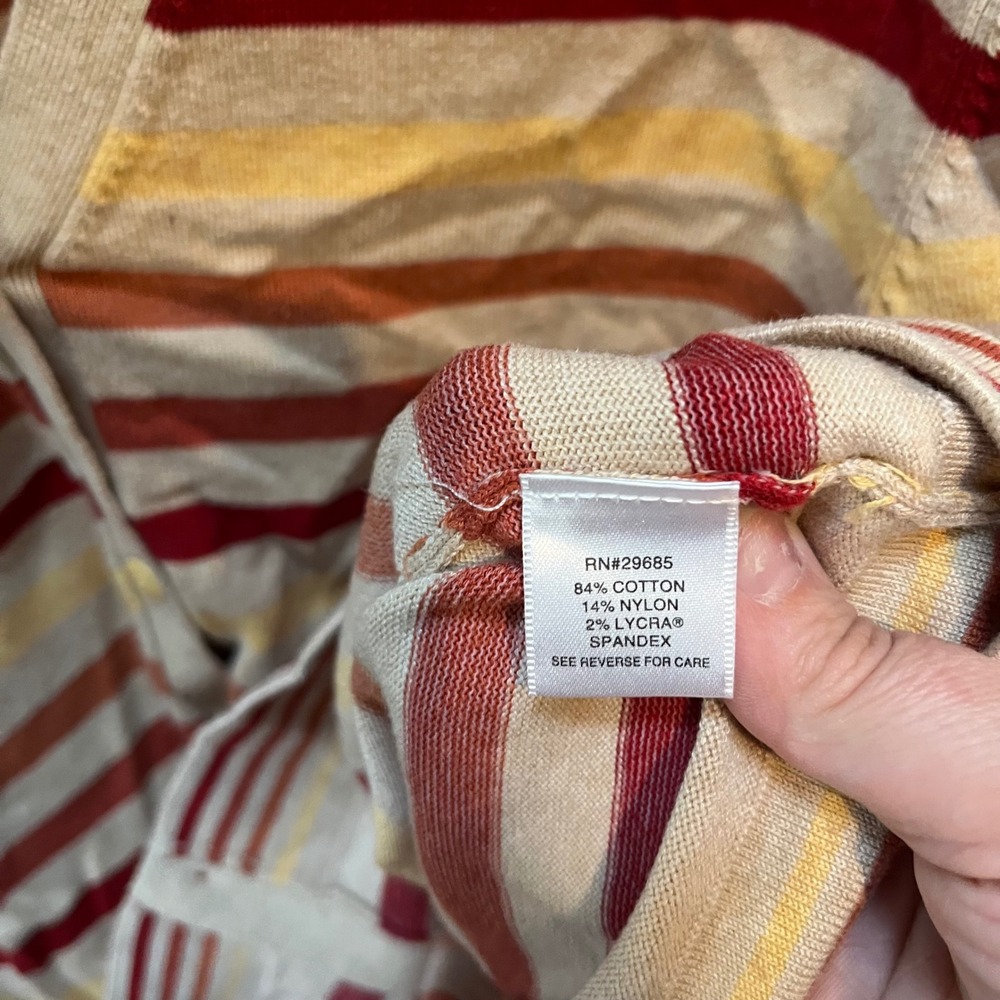 RN#29685
84% COTTON
14% NYLON
2% LYCRA®
SPANDEX
SEE REVERSE FOR CARE